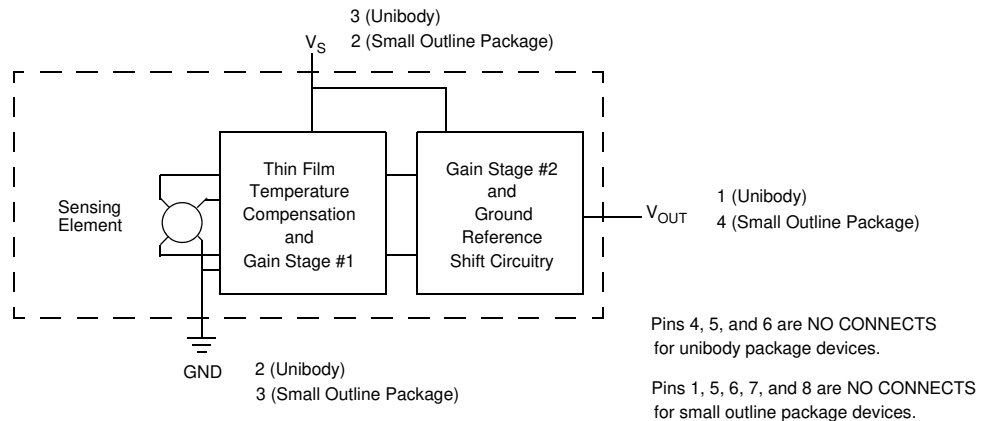 3 (Unibody)
V_S
2 (Small Outline Package)
Thin Film
Temperature
Compensation
and
Gain Stage #1
Gain Stage #2
and
Ground
Reference
Shift Circuitry
Sensing
Element
V_OUT
1 (Unibody)
4 (Small Outline Package)
GND
2 (Unibody)
3 (Small Outline Package)
Pins 4, 5, and 6 are NO CONNECTS
for unibody package devices.
Pins 1, 5, 6, 7, and 8 are NO CONNECTS
for small outline package devices.